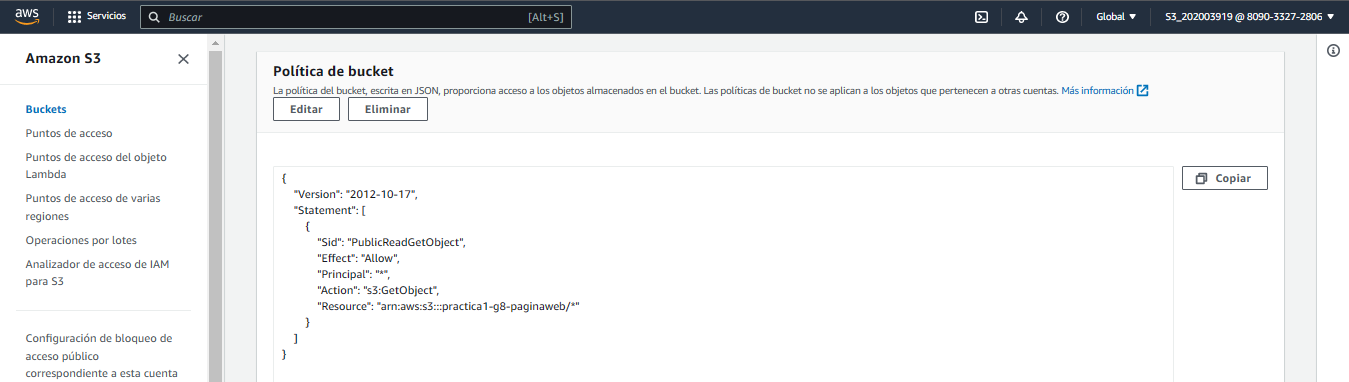 aws Servicios Buscar [Alt+S] Global S3_202003919 @ 8090-3327-2806
Amazon S3
Buckets
Puntos de acceso
Puntos de acceso del objeto
Lambda
Puntos de acceso de varias
regiones
Operaciones por lotes
Analizador de acceso de IAM
para S3
Configuración de bloqueo de
acceso público
correspondiente a esta cuenta
Política de bucket
La política del bucket, escrita en JSON, proporciona acceso a los objetos almacenados en el bucket. Las políticas de bucket no se aplican a los objetos que pertenecen a otras cuentas. Más información
Editar Eliminar
Copiar
{
"Version": "2012-10-17",
"Statement": [
{
"Sid": "PublicReadGetObject",
"Effect": "Allow",
"Principal": "*",
"Action": "s3:GetObject",
"Resource": "arn:aws:s3:::practica1-g8-paginaweb/*"
}
]
}